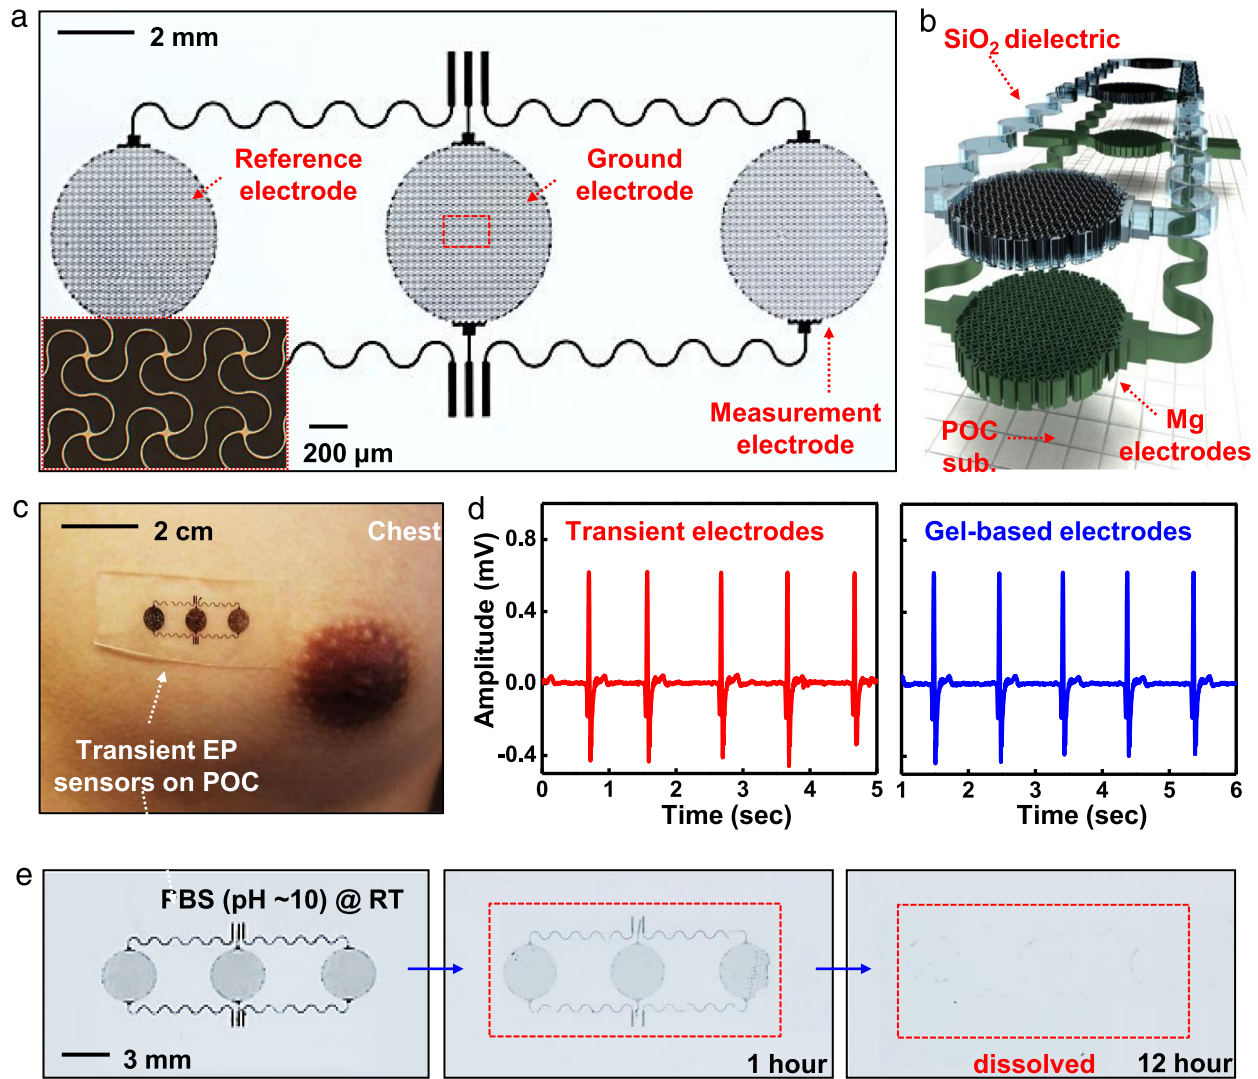 a
2 mm
Reference
electrode
Ground
electrode
Measurement
electrode
200 µm
b
SiO₂ dielectric
Mg
electrodes
POC
sub.
c
2 cm
Chest
Transient EP
sensors on POC
d
Transient electrodes
Amplitude (mV)
0.8
0.4
0.0
-0.4
0 1 2 3 4 5
Time (sec)
Gel-based electrodes
1 2 3 4 5 6
Time (sec)
e
PBS (pH ~10) @ RT
3 mm
1 hour
dissolved
12 hour